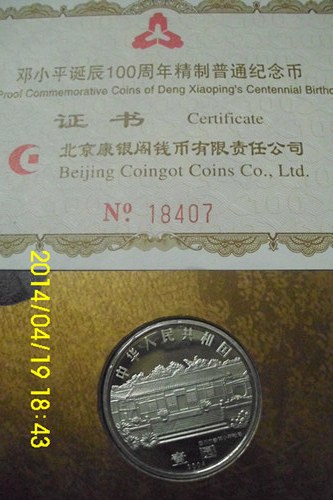 邓小平诞辰100周年精制普通纪念币
Proof Commemorative Coins of Deng Xiaoping's Centennial Birthd
证书 Certificate
北京康银阁钱币有限责任公司
Beijing Coingot Coins Co., Ltd.
Nº 18407
2014/04/19 18:43
中华人民共和国
壹圆